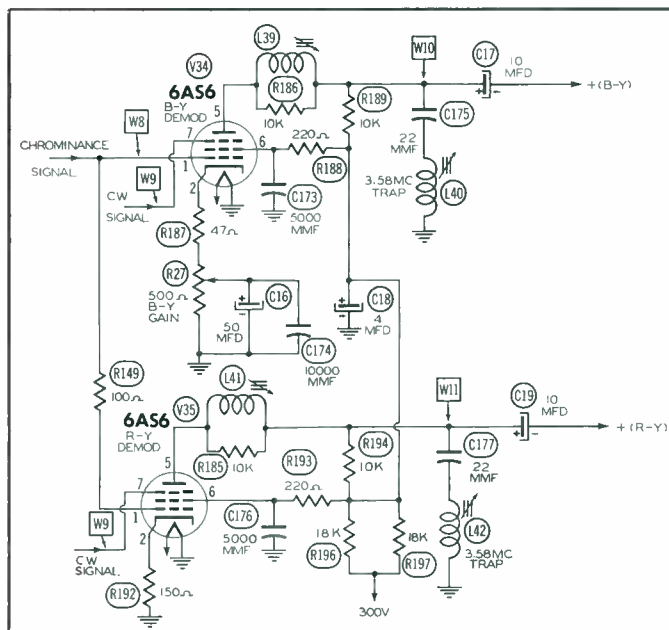 L39
V34
6AS6
B-Y
DEMOD
5
R186
10K
W10
C17
10
MFD
+(B-Y)
R189
10K
C175
22
MMF
W8
CHROMINANCE
SIGNAL
7
1
2
6
220Ω
R188
W9
CW
SIGNAL
C173
5000
MMF
3.58MC
TRAP
L40
R187
47Ω
R27
500Ω
B-Y
GAIN
C16
50
MFD
C174
10000
MMF
C18
4
MFD
R149
100Ω
L41
V35
6AS6
R-Y
DEMOD
5
R185
10K
W11
C19
10
MFD
+(R-Y)
R194
10K
C177
22
MMF
R193
220Ω
7
1
2
6
C176
5000
MMF
W9
CW
SIGNAL
18K
R196
18K
R197
L42
3.58MC
TRAP
R192
150Ω
300V